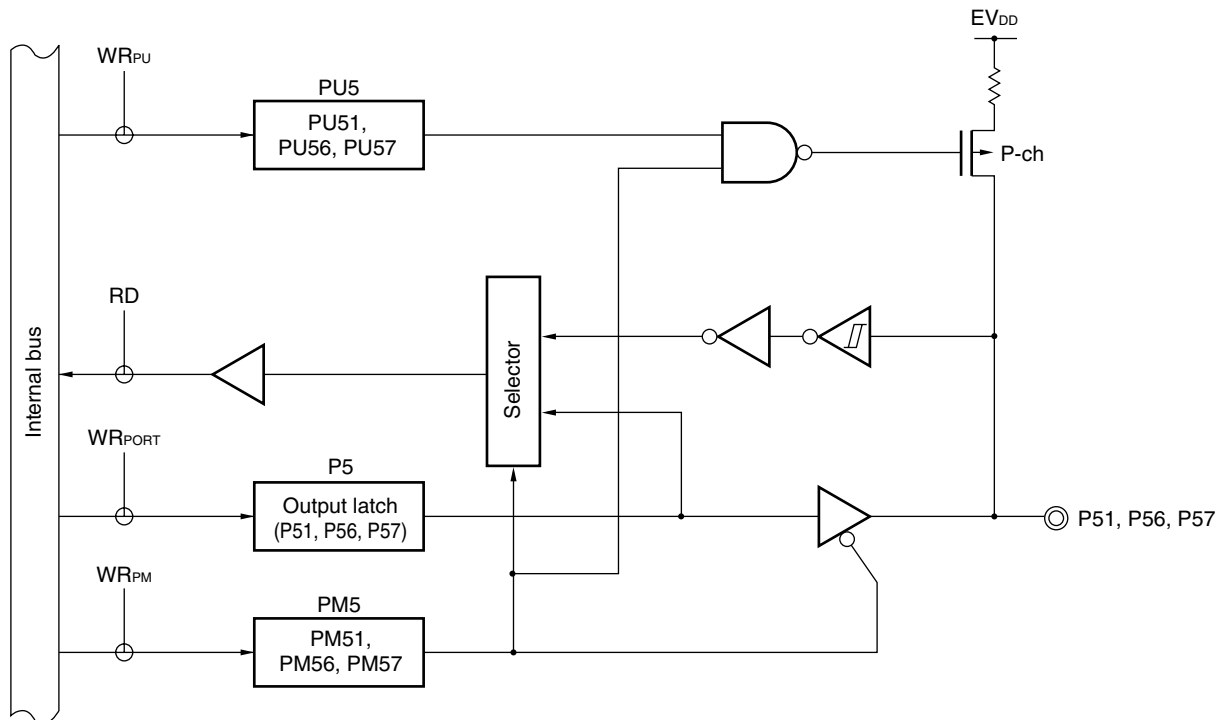 EVDD
WRPU
PU5
PU51,
PU56, PU57
P-ch
RD
Internal bus
Selector
WRPORT
P5
Output latch
(P51, P56, P57)
P51, P56, P57
WRPM
PM5
PM51,
PM56, PM57